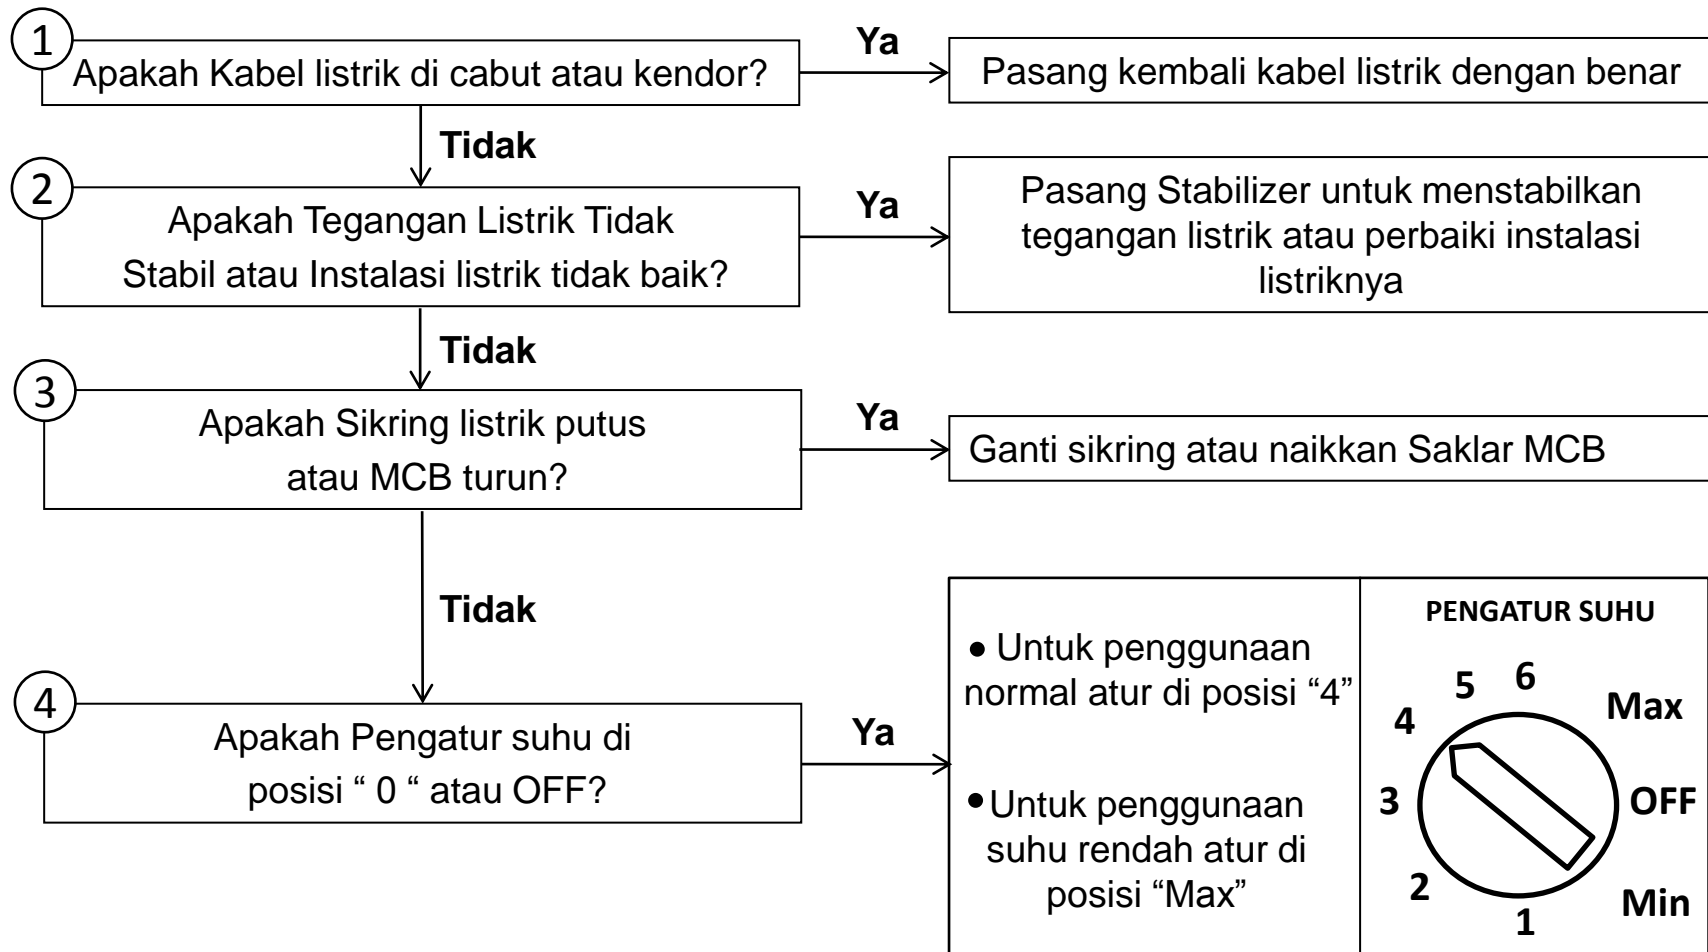 1
Apakah Kabel listrik di cabut atau kendor?
Ya
Pasang kembali kabel listrik dengan benar
Tidak
2
Apakah Tegangan Listrik Tidak
Stabil atau Instalasi listrik tidak baik?
Ya
Pasang Stabilizer untuk menstabilkan
tegangan listrik atau perbaiki instalasi
listriknya
Tidak
3
Apakah Sikring listrik putus
atau MCB turun?
Ya
Ganti sikring atau naikkan Saklar MCB
Tidak
4
Apakah Pengatur suhu di
posisi “ 0 “ atau OFF?
Ya
● Untuk penggunaan
normal atur di posisi “4”
● Untuk penggunaan
suhu rendah atur di
posisi “Max”
PENGATUR SUHU
5 6
Max
4
3
OFF
2
Min
1